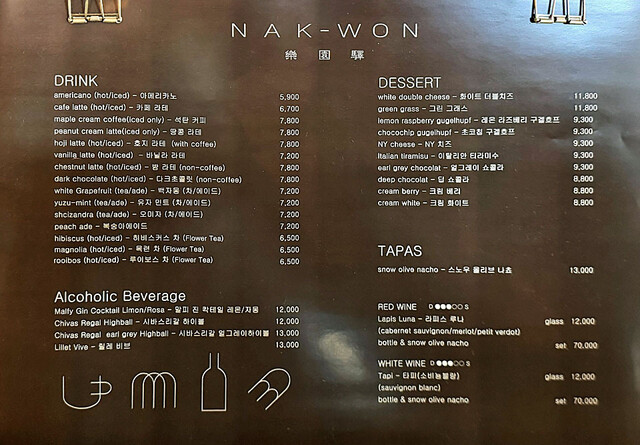 NAK-WON
樂園驛
DRINK
americano (hot/iced) - 아메리카노 5,900
cafe latte (hot/iced) - 카페 라테 6,700
maple cream coffee(iced only) - 석탄 커피 7,800
peanut cream latte(iced only) - 땅콩 라테 7,800
hoji latte (hot/iced) - 호지 라테 (with coffee) 7,800
vanilla latte (hot/iced) - 바닐라 라테 7,200
chestnut latte (hot/iced) - 밤 라테 (non-coffee) 7,800
dark chocolate (hot/iced) - 다크초콜릿 (non-coffee) 7,800
white Grapefruit (tea/ade) - 백자몽 (차/에이드) 7,200
yuzu-mint (tea/ade) - 유자 민트 (차/에이드) 7,200
shcizandra (tea/ade) - 오미자 (차/에이드) 7,200
peach ade - 복숭아에이드 7,200
hibiscus (hot/iced) - 히비스커스 차 (Flower Tea) 6,500
magnolia (hot/iced) - 목련 차 (Flower Tea) 6,500
rooibos (hot/iced) - 루이보스 차 (Flower Tea) 6,500
Alcoholic Beverage
Malfy Gin Cocktail Limon/Rosa - 말피 진 칵테일 레몬/자몽 12,000
Chivas Regal Highball - 시바스리갈 하이볼 12,000
Chivas Regal earl grey Highball - 시바스리갈 얼그레이하이볼 13,000
Lillet Vive - 릴레 비브 13,000
DESSERT
white double cheese - 화이트 더블치즈 11,800
green grass - 그린 그래스 11,800
lemon raspberry gugelhupf - 레몬 라즈베리 구겔호프 9,300
chocochip gugelhupf - 초코칩 구겔호프 9,300
NY cheese - NY 치즈 9,300
Italian tiramisu - 이탈리안 티라미수 9,300
earl grey chocolat - 얼그레이 쇼콜라 9,300
deep chocolat - 딥 쇼콜라 8,800
cream berry - 크림 베리 8,800
cream white - 크림 화이트 8,800
TAPAS
snow olive nacho - 스노우 올리브 나쵸 13,000
RED WINE D ●●●○○ S
Lapis Luna - 라피스 루나 glass 12,000
(cabernet sauvignon/merlot/petit verdot)
bottle & snow olive nacho set 70,000
WHITE WINE D ●●●○○ S
Tapi - 타피(소비뇽블랑) glass 12,000
(sauvignon blanc)
bottle & snow olive nacho set 70,000